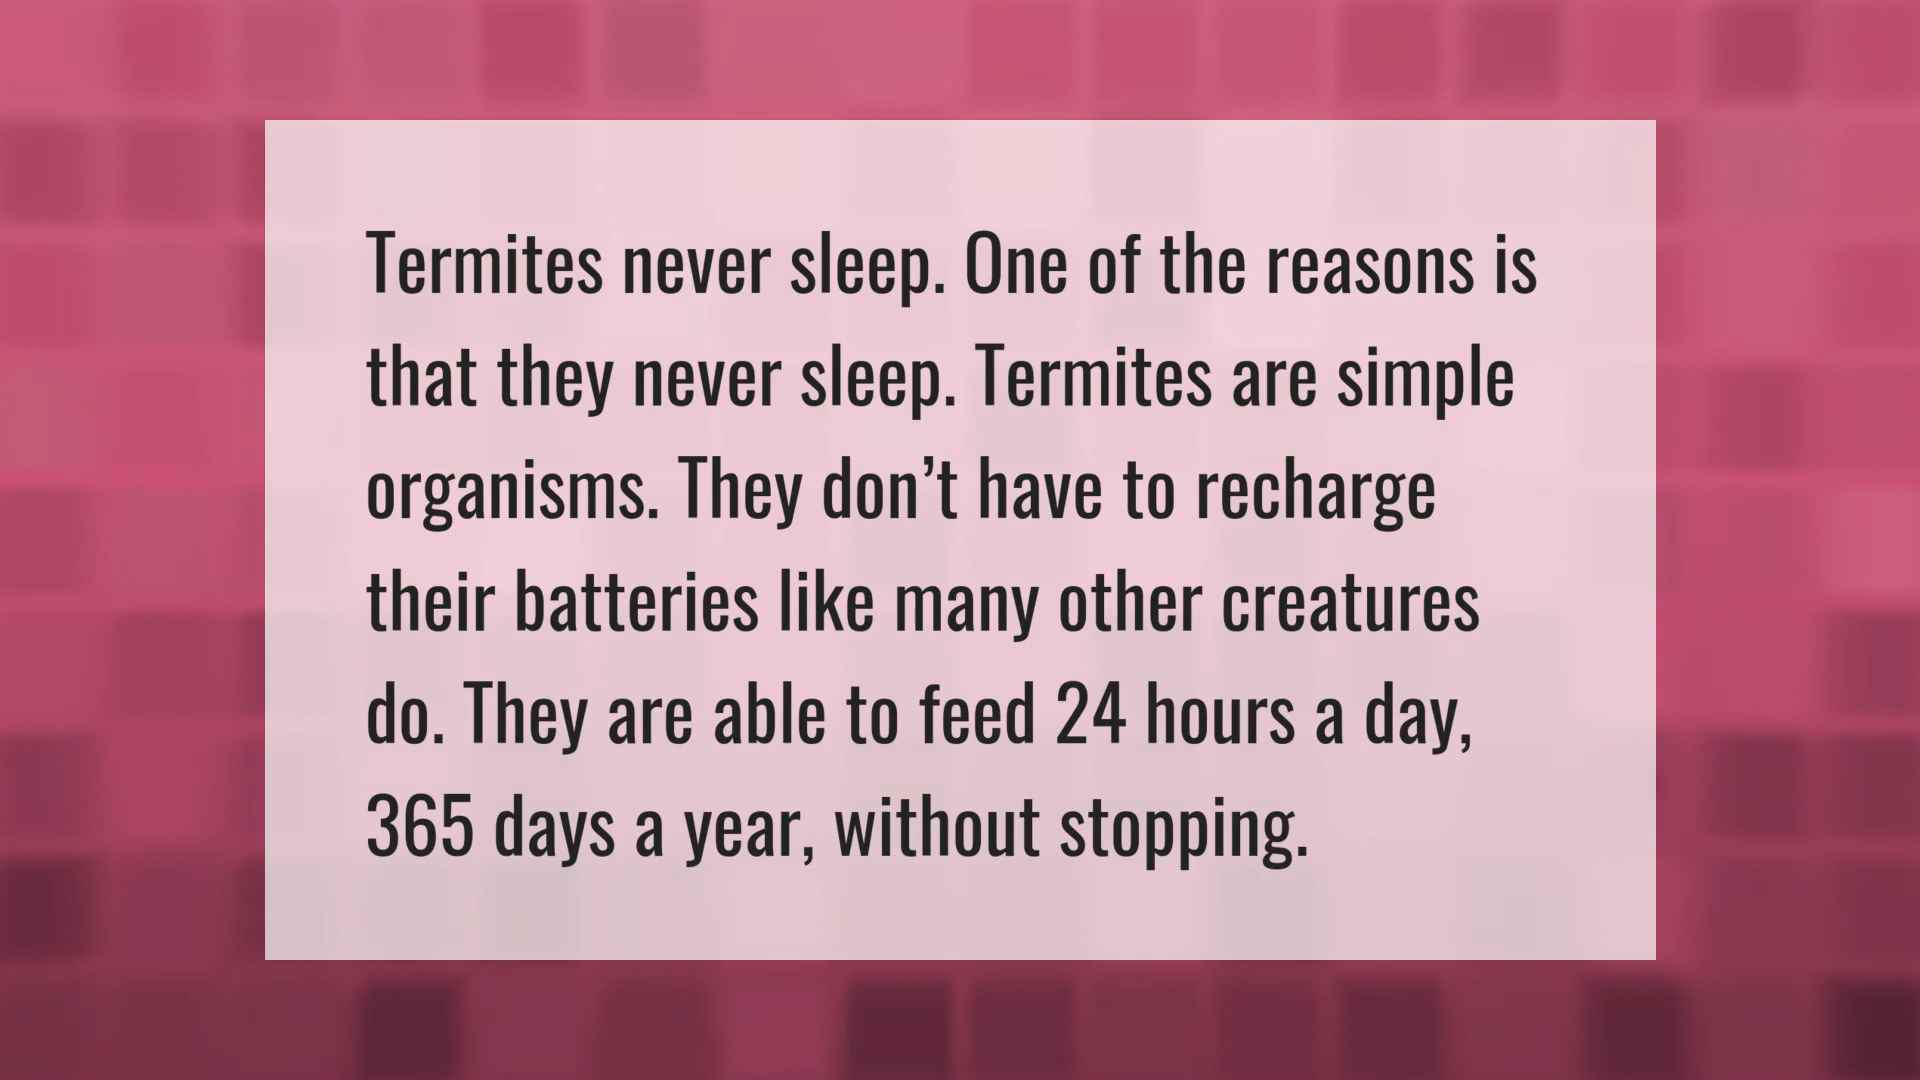 Termites never sleep. One of the reasons is
that they never sleep. Termites are simple
organisms. They don’t have to recharge
their batteries like many other creatures
do. They are able to feed 24 hours a day,
365 days a year, without stopping.